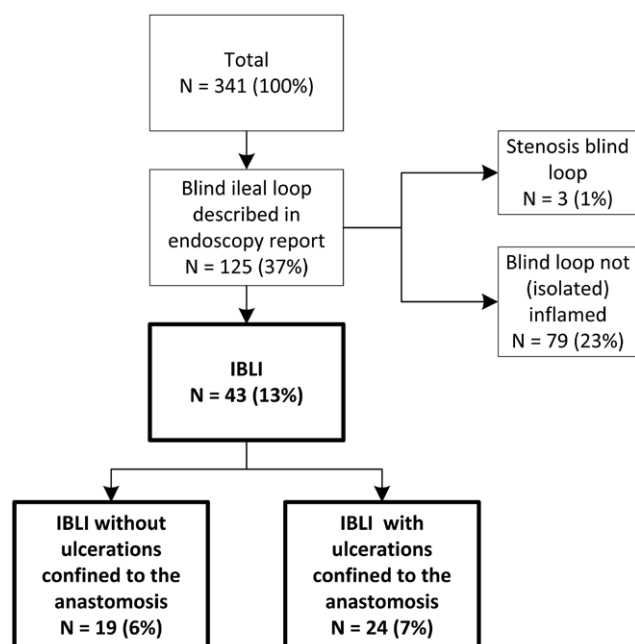 Total
N = 341 (100%)
Blind ileal loop
described in
endoscopy report
N = 125 (37%)
Stenosis blind
loop
N = 3 (1%)
Blind loop not
(isolated)
inflamed
N = 79 (23%)
IBLI
N = 43 (13%)
IBLI without
ulcerations
confined to the
anastomosis
N = 19 (6%)
IBLI with
ulcerations
confined to the
anastomosis
N = 24 (7%)